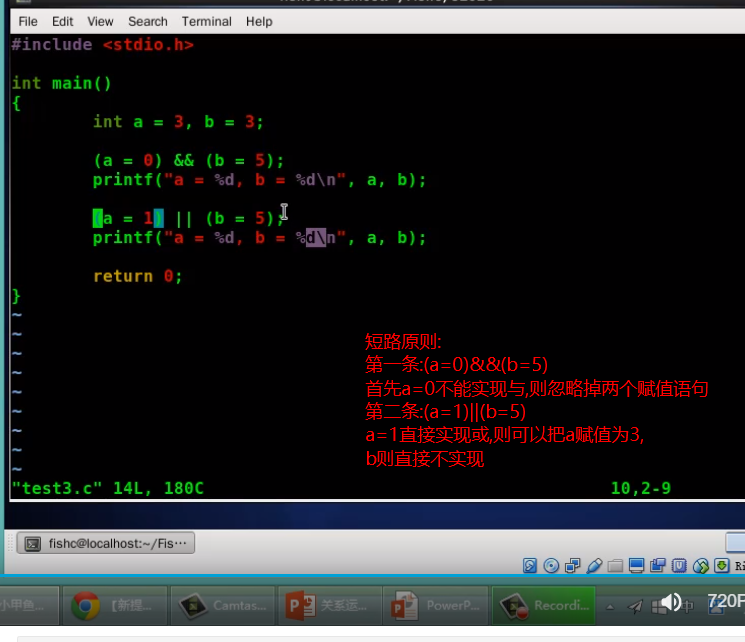 File Edit View Search Terminal Help
#include <stdio.h>
int main()
{
int a = 3, b = 3;
(a = 0) && (b = 5);
printf("a = %d, b = %d\n", a, b);
(a = 1) || (b = 5);
printf("a = %d, b = %d\n", a, b);
return 0;
}
~
~
~
~
~
~
~
~
~
短路原则:
第一条:(a=0)&&(b=5)
首先a=0不能实现与,则忽略掉两个赋值语句
第二条:(a=1)||(b=5)
a=1直接实现或,则可以把a赋值为3,
b则直接不实现
"test3.c" 14L, 180C 10,2-9
fishc@localhost:~/Fis⋯
小甲鱼... 【新提... Camtas... 关系运... PowerP... Recordi... 中 720P